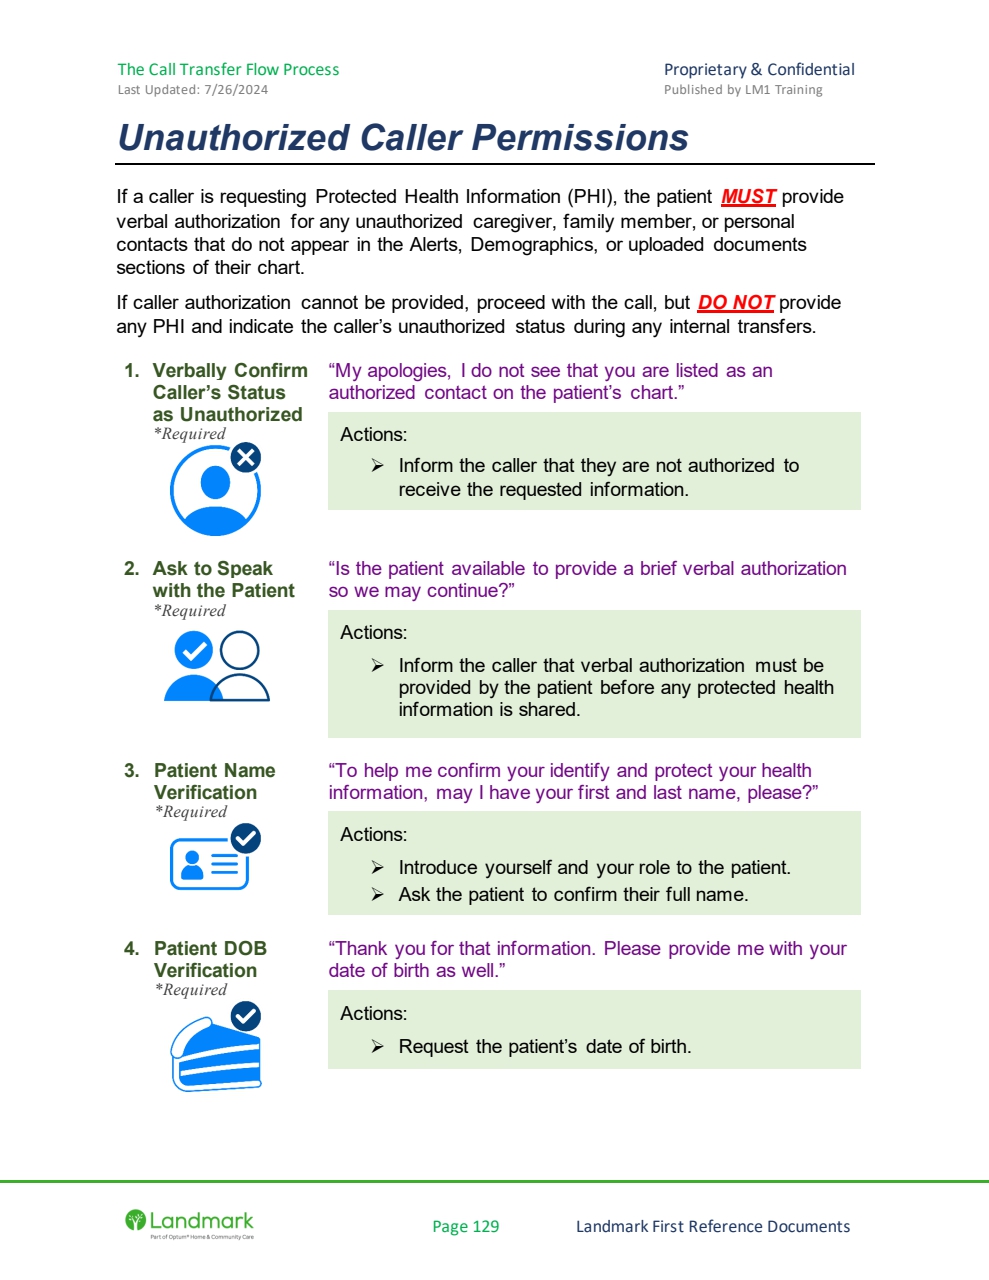 The Call Transfer Flow Process
Proprietary & Confidential
Last Updated: 7/26/2024
Published by LM1 Training
Unauthorized Caller Permissions
If a caller is requesting Protected Health Information (PHI), the patient MUST provide
verbal authorization for any unauthorized caregiver, family member, or personal
contacts that do not appear in the Alerts, Demographics, or uploaded documents
sections of their chart.
If caller authorization cannot be provided, proceed with the call, but DO NOT provide
any PHI and indicate the caller’s unauthorized status during any internal transfers.
1. Verbally Confirm
Caller’s Status
as Unauthorized
*Required
“My apologies, I do not see that you are listed as an
authorized contact on the patient’s chart.”
Actions:
➢ Inform the caller that they are not authorized to
receive the requested information.
2. Ask to Speak
with the Patient
*Required
“Is the patient available to provide a brief verbal authorization
so we may continue?”
Actions:
➢ Inform the caller that verbal authorization must be
provided by the patient before any protected health
information is shared.
3. Patient Name
Verification
*Required
“To help me confirm your identify and protect your health
information, may I have your first and last name, please?”
Actions:
➢ Introduce yourself and your role to the patient.
➢ Ask the patient to confirm their full name.
4. Patient DOB
Verification
*Required
“Thank you for that information. Please provide me with your
date of birth as well.”
Actions:
➢ Request the patient’s date of birth.
Landmark
Part of Optum® Home & Community Care
Page 129
Landmark First Reference Documents